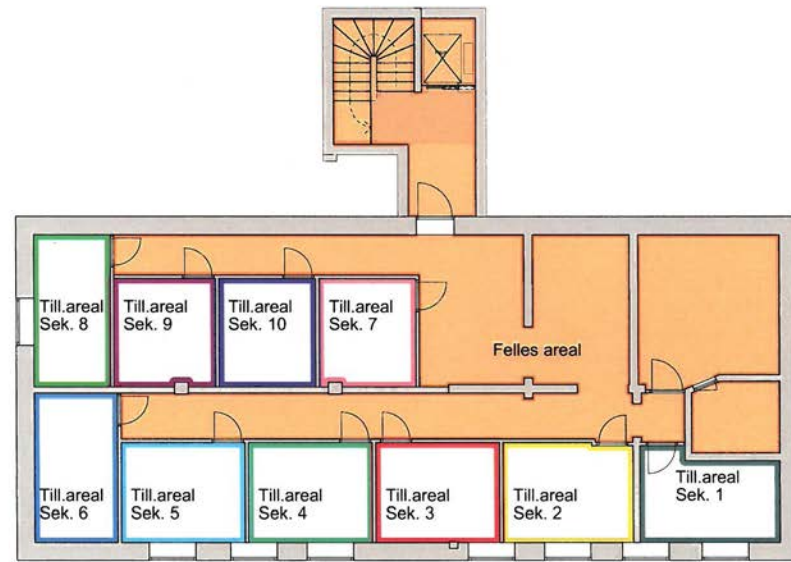 Till.areal
Sek. 8
Till.areal
Sek. 9
Till.areal
Sek. 10
Till.areal
Sek. 7
Felles areal
Till.areal
Sek. 6
Till.areal
Sek. 5
Till.areal
Sek. 4
Till.areal
Sek. 3
Till.areal
Sek. 2
Till.areal
Sek. 1